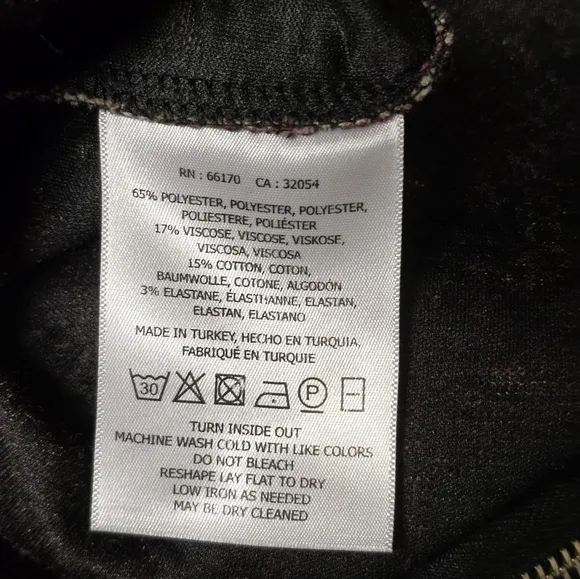 RN : 66170 CA : 32054
65% POLYESTER, POLYESTER, POLYESTER,
POLIESTERE, POLIÉSTER
17% VISCOSE, VISCOSE, VISKOSE,
VISCOSA, VISCOSA
15% COTTON, COTON,
BAUMWOLLE, COTONE, ALGODÓN
3% ELASTANE, ÉLASTHANNE, ELASTAN,
ELASTAN, ELASTANO
MADE IN TURKEY, HECHO EN TURQUIA,
FABRIQUÉ EN TURQUIE
30 P
TURN INSIDE OUT
MACHINE WASH COLD WITH LIKE COLORS
DO NOT BLEACH
RESHAPE LAY FLAT TO DRY
LOW IRON AS NEEDED
MAY BE DRY CLEANED